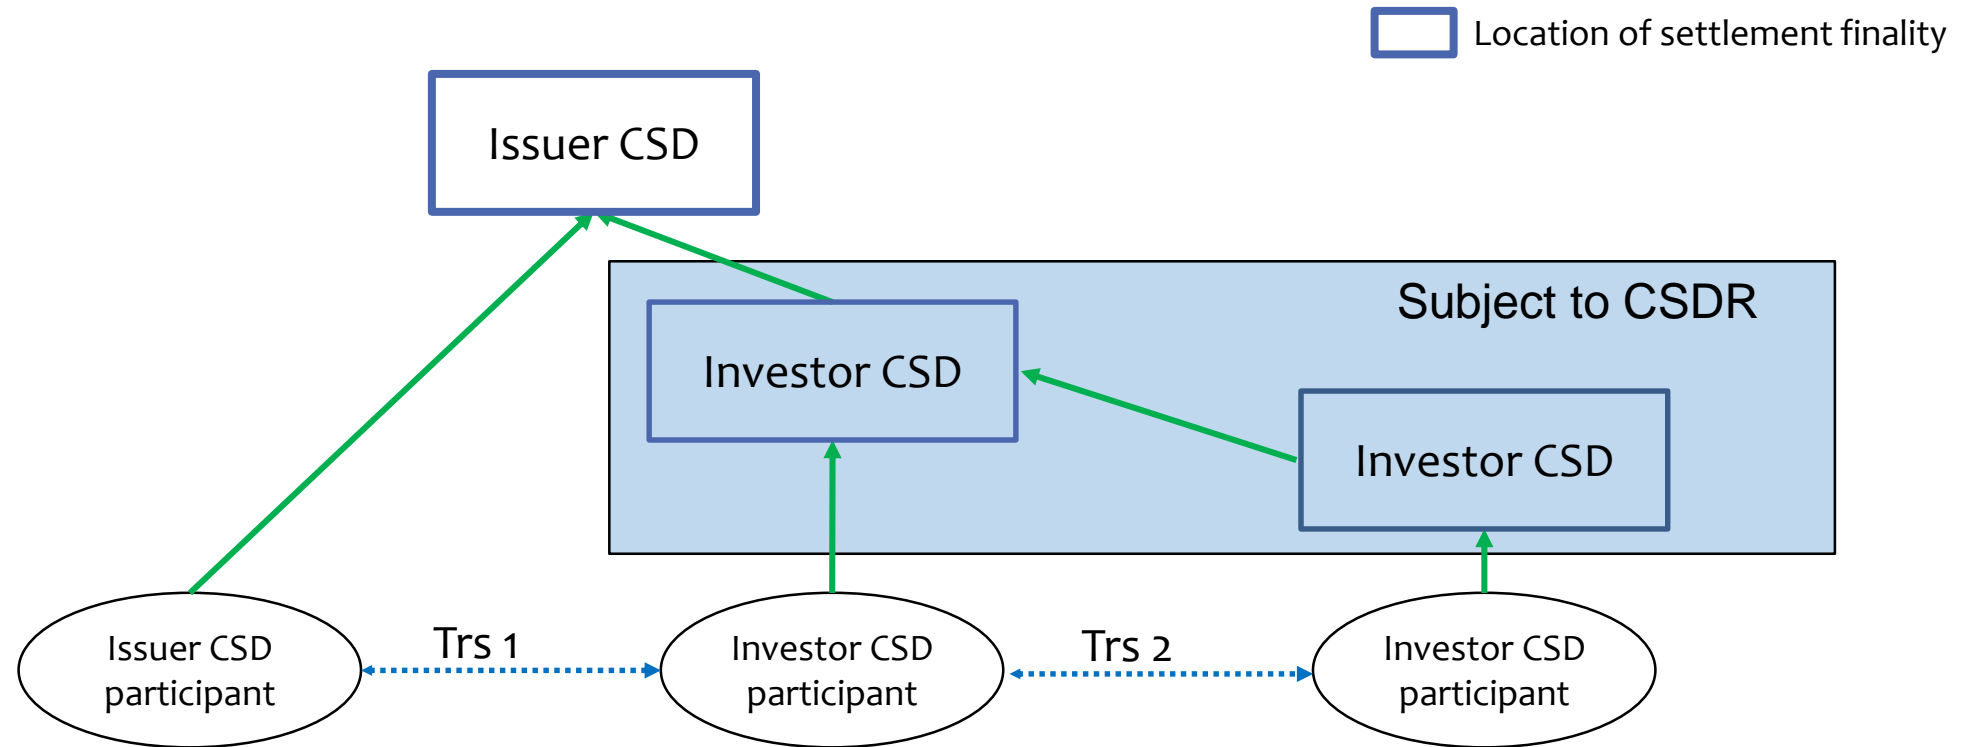 Location of settlement finality
Issuer CSD
Subject to CSDR
Investor CSD
Investor CSD
Issuer CSD
participant
Trs 1
Investor CSD
participant
Trs 2
Investor CSD
participant